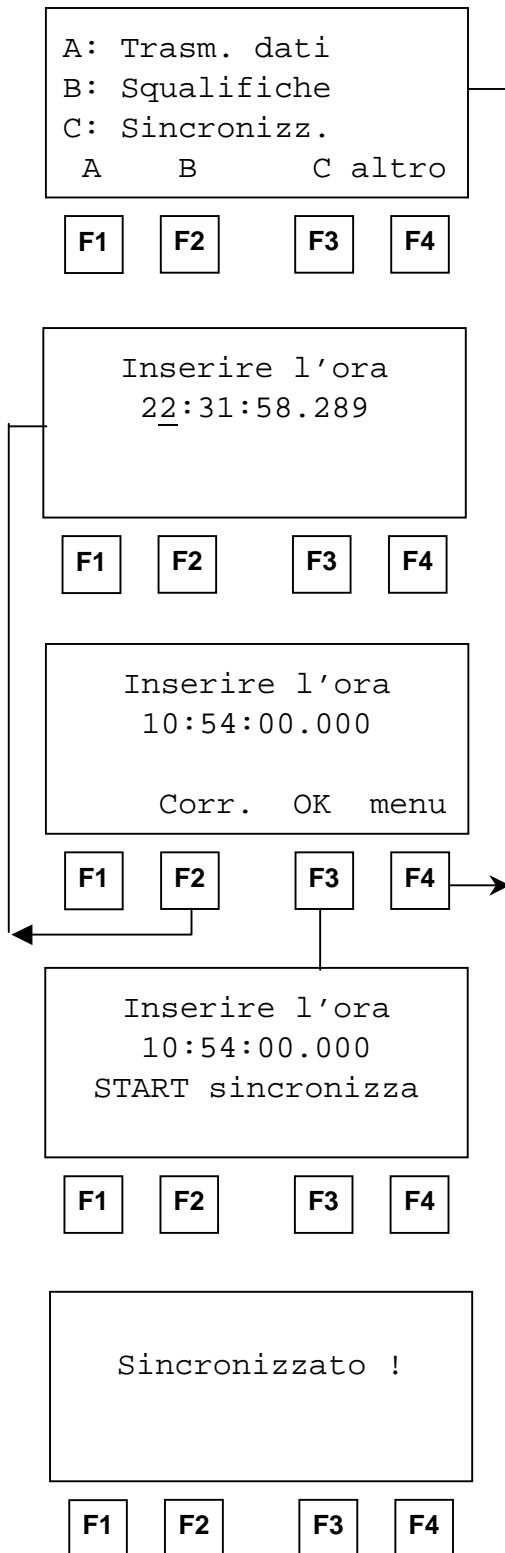 A: Trasm. dati
B: Squalifiche
C: Sincronizz.
A B C altro
F1 F2 F3 F4
Inserire l'ora
22:31:58.289
F1 F2 F3 F4
Inserire l'ora
10:54:00.000
Corr. OK menu
F1 F2 F3 F4
Inserire l'ora
10:54:00.000
START sincronizza
F1 F2 F3 F4
Sincronizzato !
F1 F2 F3 F4